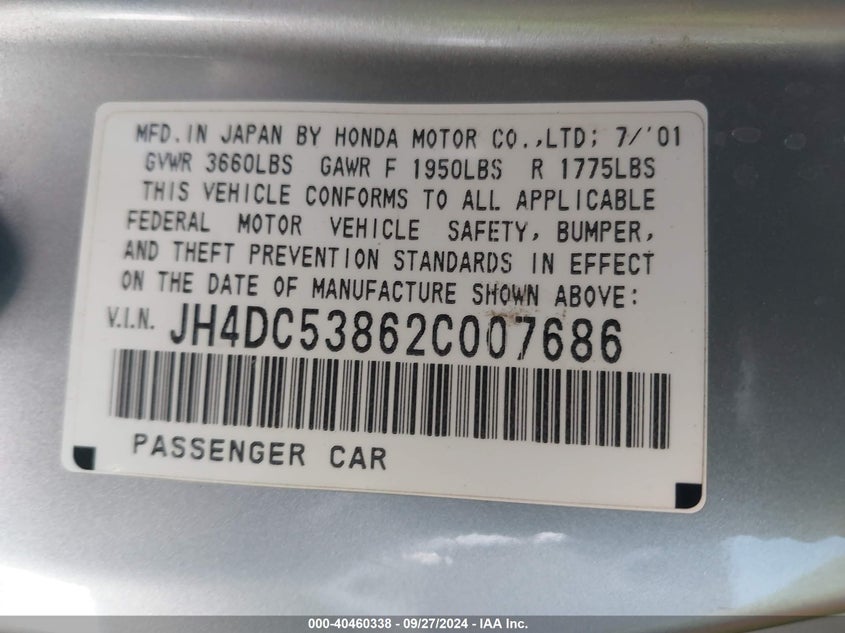 MFD. IN JAPAN BY HONDA MOTOR CO.,LTD; 7/'01
GVWR 3660LBS GAWR F 1950LBS R 1775LBS
THIS VEHICLE CONFORMS TO ALL APPLICABLE
FEDERAL MOTOR VEHICLE SAFETY, BUMPER,
AND THEFT PREVENTION STANDARDS IN EFFECT
ON THE DATE OF MANUFACTURE SHOWN ABOVE:
V.I.N. JH4DC53862C007686
PASSENGER CAR
000-40460338 - 09/27/2024 - IAA Inc.